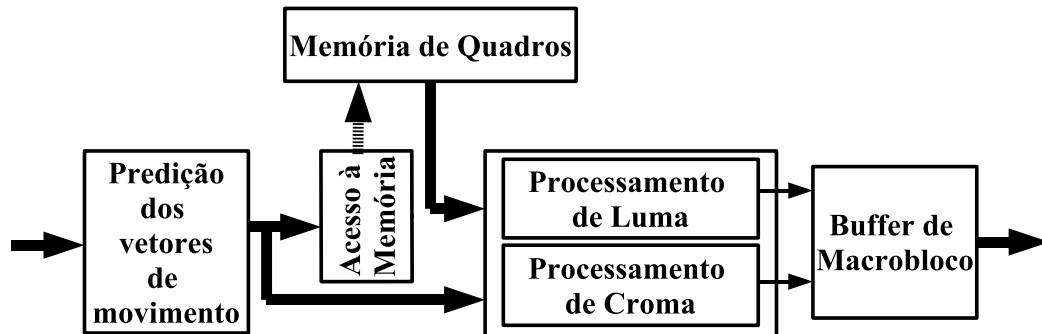 Memória de Quadros
Predição
dos
vetores
de
movimento
Acesso à
Memória
Processamento
de Luma
Processamento
de Croma
Buffer de
Macrobloco